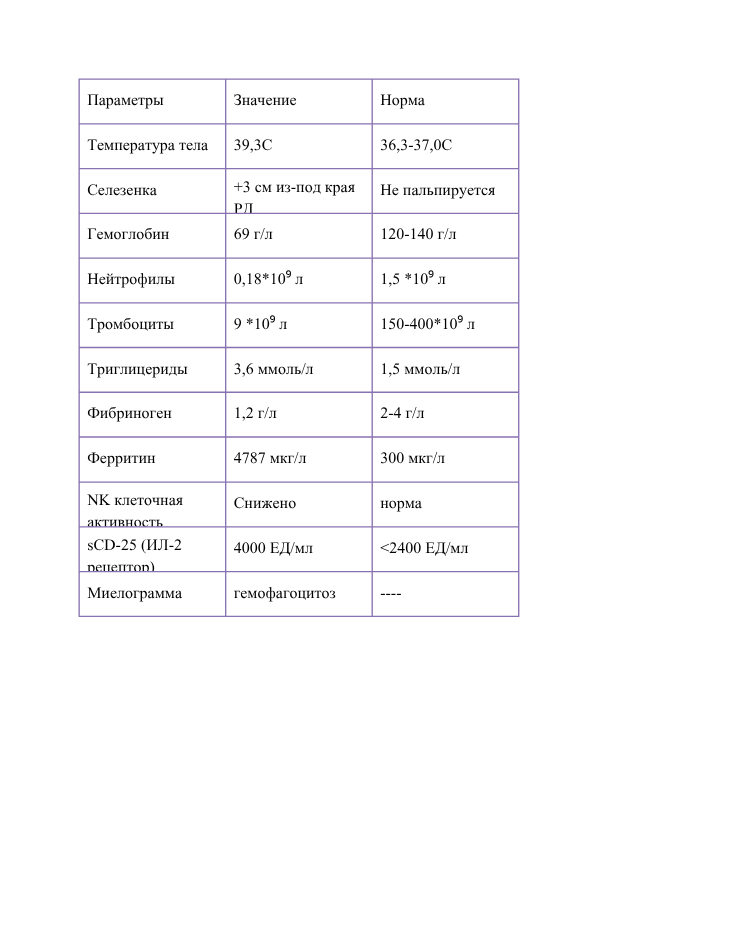 Параметры Значение Норма
Температура тела 39,3С 36,3-37,0С
Селезенка +3 см из-под края РД Не пальпируется
Гемоглобин 69 г/л 120-140 г/л
Нейтрофилы 0,18*10⁹ л 1,5 *10⁹ л
Тромбоциты 9 *10⁹ л 150-400*10⁹ л
Триглицериды 3,6 ммоль/л 1,5 ммоль/л
Фибриноген 1,2 г/л 2-4 г/л
Ферритин 4787 мкг/л 300 мкг/л
NK клеточная активность Снижено норма
sCD-25 (ИЛ-2 рецептор) 4000 ЕД/мл <2400 ЕД/мл
Миелограмма гемофагоцитоз ----